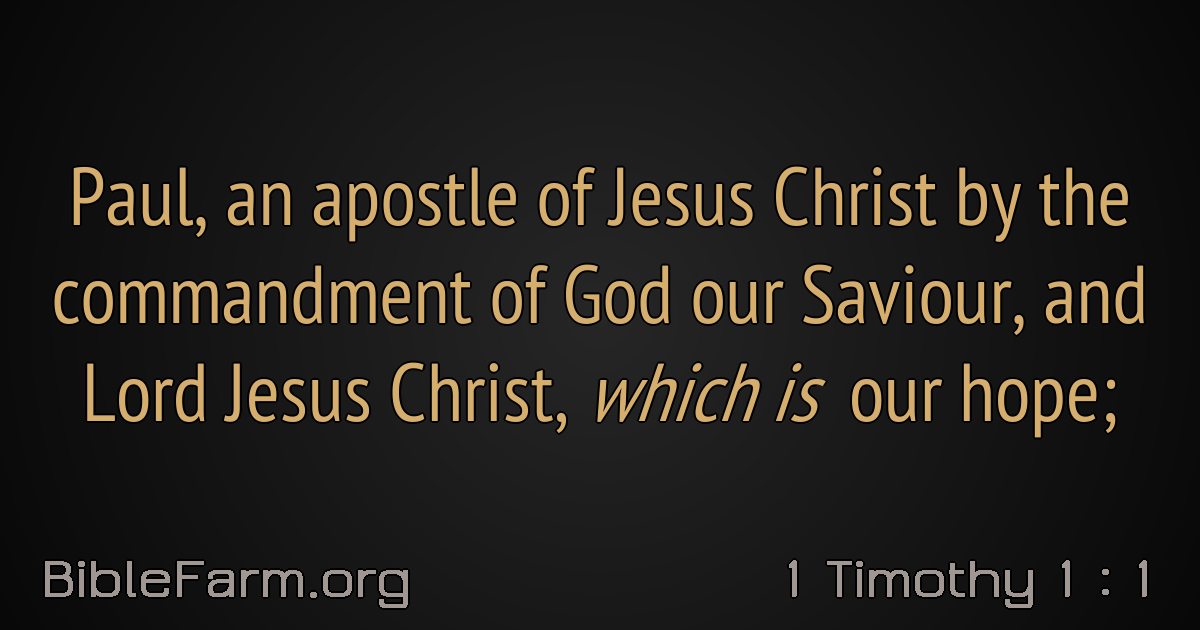 Paul, an apostle of Jesus Christ by the
commandment of God our Saviour, and
Lord Jesus Christ, which is our hope;
BibleFarm.org
1 Timothy 1 : 1